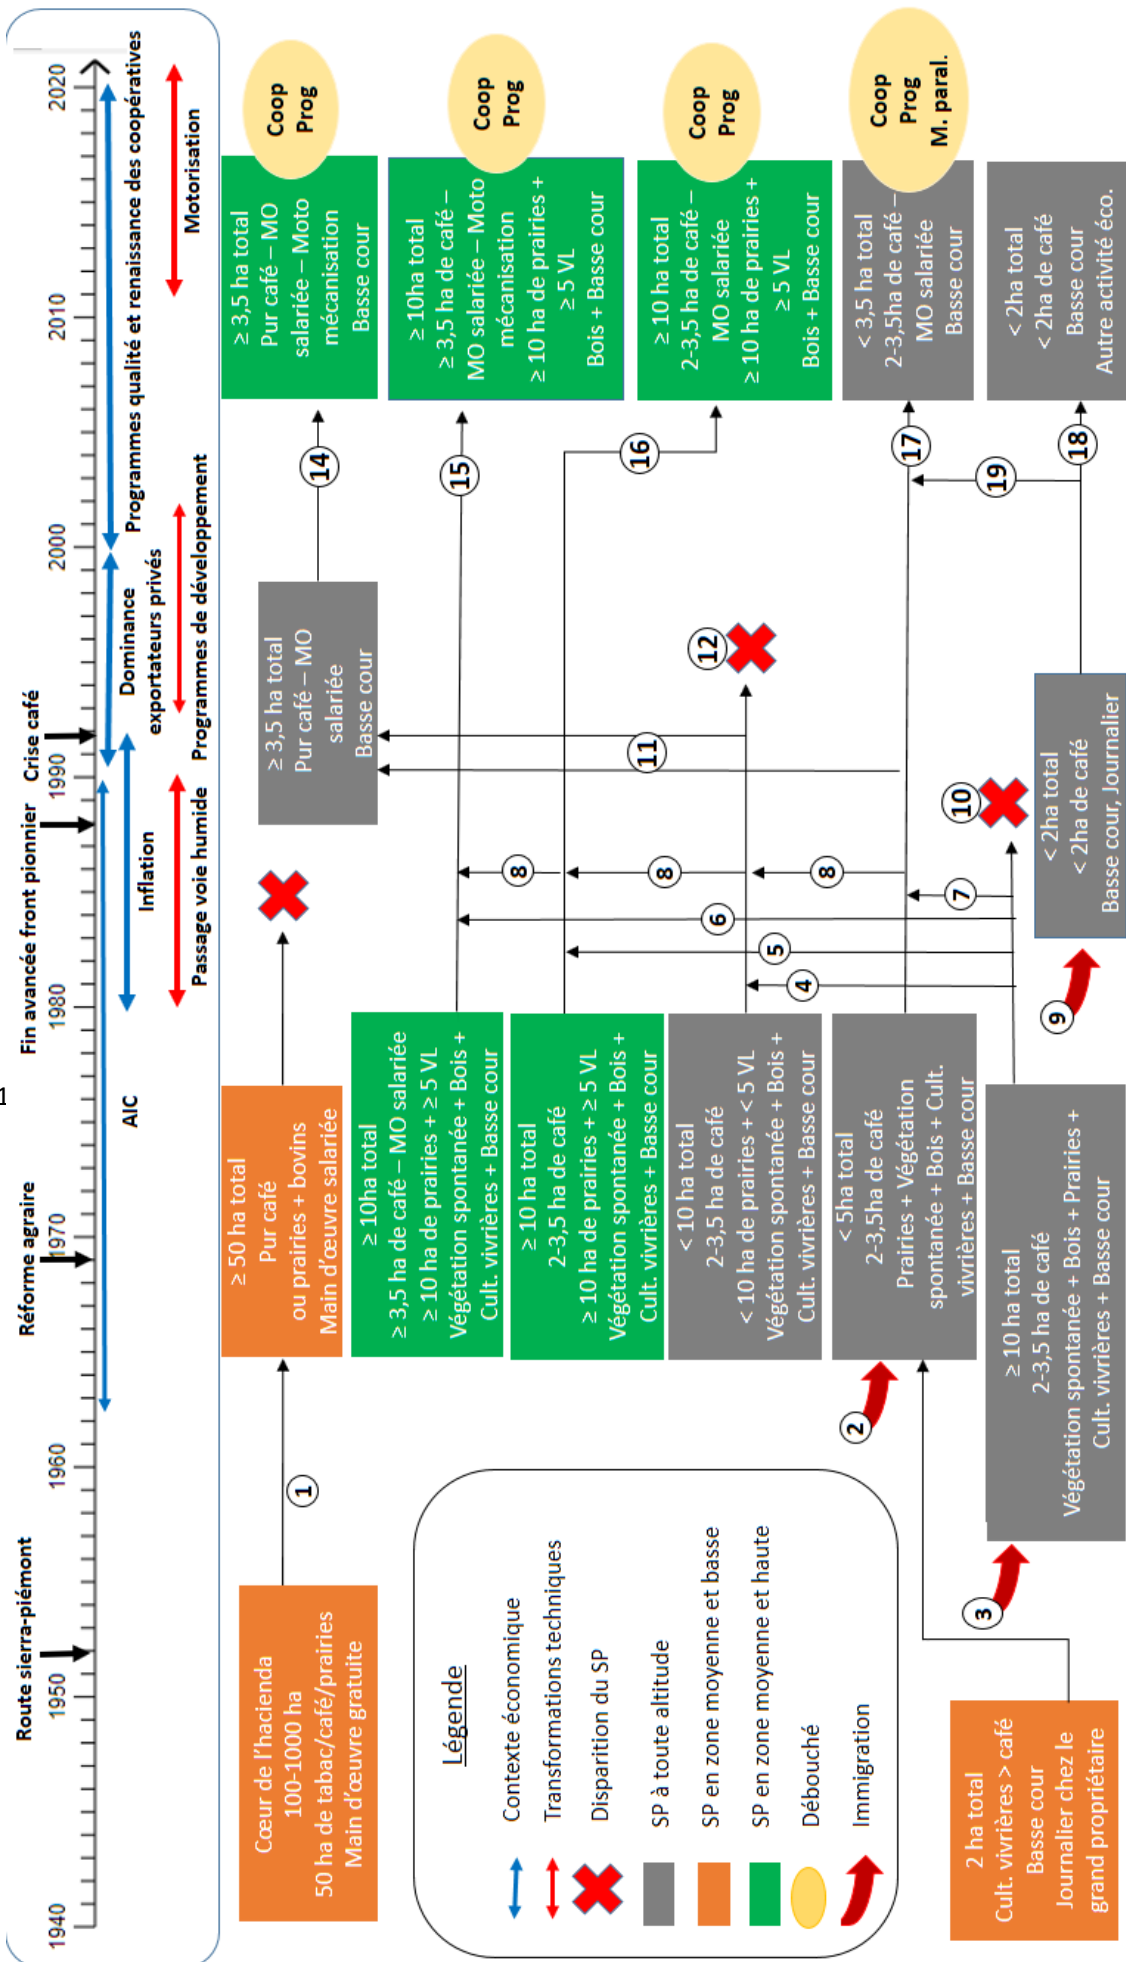 Route sierra-piémont
Réforme agraire
Fin avancée front pionnier
Crise café
1940
1950
1960
1970
1980
1990
2000
2010
2020
AIC
Inflation
Dominance
exportateurs privés
Programmes qualité et renaissance des coopératives
Passage voie humide
Programmes de développement
Motorisation
1
Cœur de l'hacienda
100-1000 ha
50 ha de tabac/café/prairies
Main d'œuvre gratuite
1
≥ 50 ha total
Pur café
ou prairies + bovins
Main d'œuvre salariée
≥ 3,5 ha total
Pur café – MO
salariée
Basse cour
14
≥ 3,5 ha total
Pur café – MO
salariée – Moto
mécanisation
Basse cour
Coop
Prog
≥ 10ha total
≥ 3,5 ha de café – MO salariée
≥ 10 ha de prairies + ≥ 5 VL
Végétation spontanée + Bois +
Cult. vivrières + Basse cour
15
≥ 10ha total
≥ 3,5 ha de café –
MO salariée – Moto
mécanisation
≥ 10 ha de prairies +
≥ 5 VL
Bois + Basse cour
Coop
Prog
≥ 10 ha total
2-3,5 ha de café
≥ 10 ha de prairies + ≥ 5 VL
Végétation spontanée + Bois +
Cult. vivrières + Basse cour
8
16
≥ 10 ha total
2-3,5 ha de café –
MO salariée
≥ 10 ha de prairies +
≥ 5 VL
Bois + Basse cour
Coop
Prog
< 10 ha total
2-3,5 ha de café
< 10 ha de prairies + < 5 VL
Végétation spontanée + Bois +
Cult. vivrières + Basse cour
6
8
11
12
2
< 5ha total
2-3,5ha de café
Prairies + Végétation
spontanée + Bois + Cult.
vivrières + Basse cour
4
5
8
17
< 3,5 ha total
2-3,5ha de café –
MO salariée
Basse cour
Coop
Prog
M. paral.
3
≥ 10 ha total
2-3,5 ha de café
Végétation spontanée + Bois + Prairies +
Cult. vivrières + Basse cour
7
10
9
< 2ha total
< 2ha de café
Basse cour, Journalier
19
18
< 2ha total
< 2ha de café
Basse cour
Autre activité éco.
2 ha total
Cult. vivrières > café
Basse cour
Journalier chez le
grand propriétaire
Légende
Contexte économique
Transformations techniques
Disparition du SP
SP à toute altitude
SP en zone moyenne et basse
SP en zone moyenne et haute
Débouché
Immigration